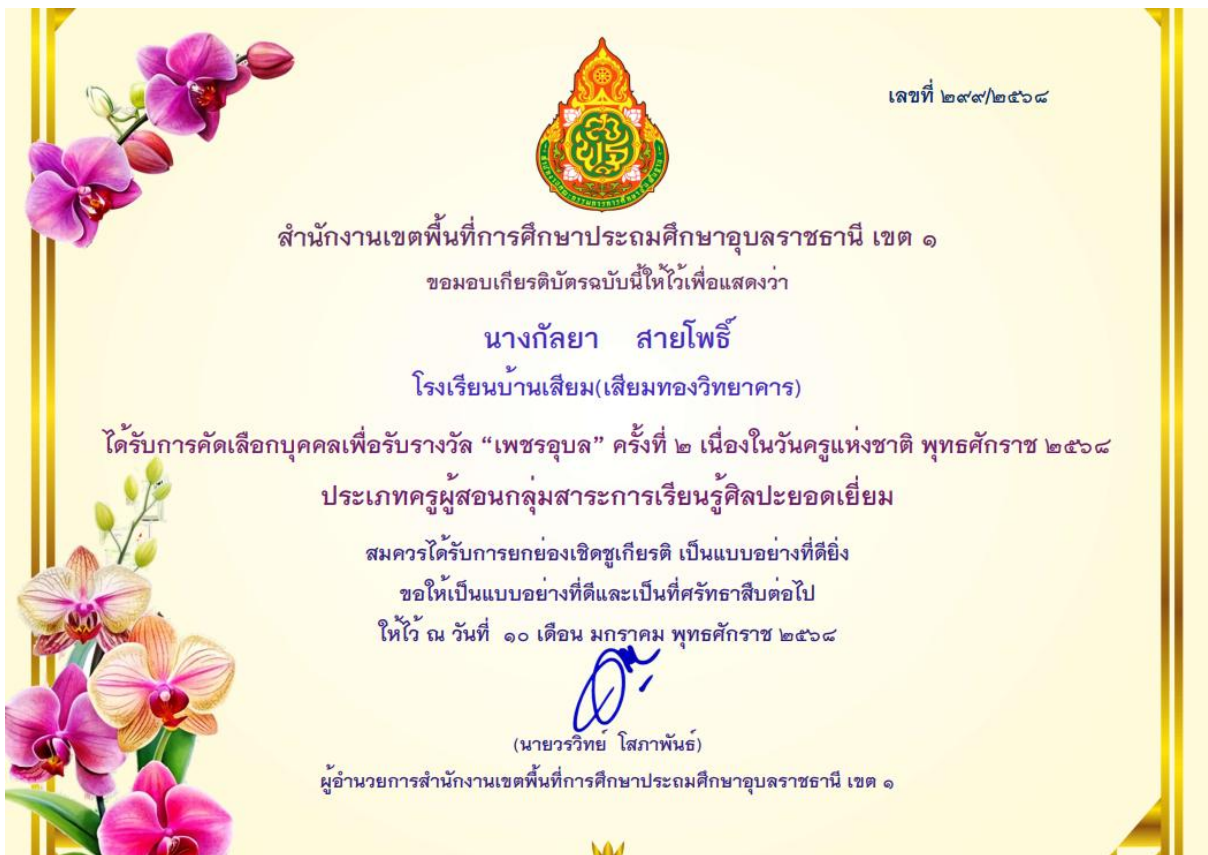 เลขที่ ๒๙๙/๒๕๖๘
สำนักงานเขตพื้นที่การศึกษาประถมศึกษาอุบลราชธานี เขต ๑
ขอมอบเกียรติบัตรฉบับนี้ให้ไว้เพื่อแสดงว่า
นางกัลยา สายโพธิ์
โรงเรียนบ้านเสียม(เสียมทองวิทยาคาร)
ได้รับการคัดเลือกบุคคลเพื่อรับรางวัล “เพชรอุบล” ครั้งที่ ๒ เนื่องในวันครูแห่งชาติ พุทธศักราช ๒๕๖๘
ประเภทครูผู้สอนกลุ่มสาระการเรียนรู้ศิลปะยอดเยี่ยม
สมควรได้รับการยกย่องเชิดชูเกียรติ เป็นแบบอย่างที่ดียิ่ง
ขอให้เป็นแบบอย่างที่ดีและเป็นที่ศรัทธาสืบต่อไป
ให้ไว้ ณ วันที่ ๑๐ เดือน มกราคม พุทธศักราช ๒๕๖๘
(นายวรวิทย์ โสภาพันธ์)
ผู้อำนวยการสำนักงานเขตพื้นที่การศึกษาประถมศึกษาอุบลราชธานี เขต ๑